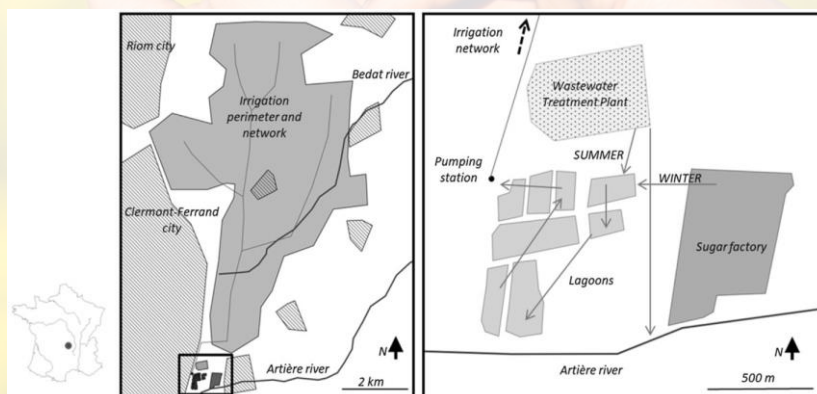 Riom city
Bedat river
Irrigation
perimeter and
network
Clermont-Ferrand
city
Artière river
N
2 km
Irrigation
network
Wastewater
Treatment Plant
SUMMER
Pumping
station
WINTER
Sugar factory
Lagoons
N
Artière river
500 m